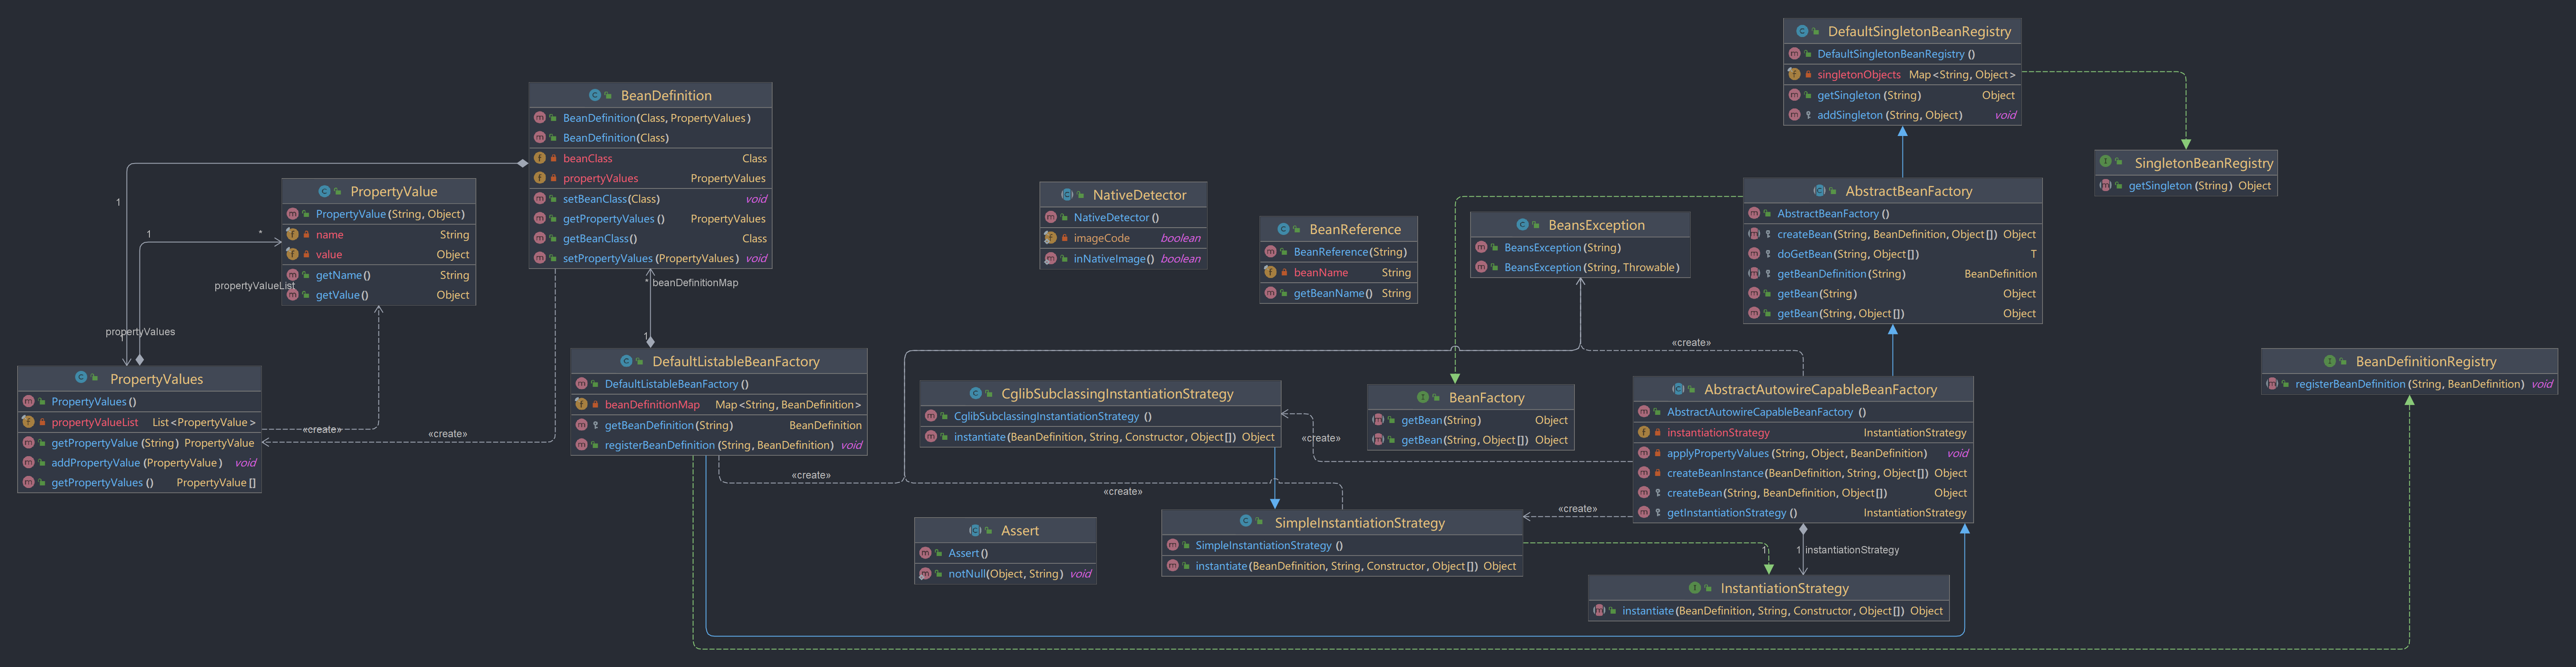 DefaultSingletonBeanRegistry
DefaultSingletonBeanRegistry ()
singletonObjects Map<String, Object>
getSingleton (String) Object
addSingleton (String, Object) void
SingletonBeanRegistry
getSingleton (String) Object
BeanDefinition
BeanDefinition(Class, PropertyValues)
BeanDefinition(Class)
beanClass Class
propertyValues PropertyValues
setBeanClass(Class) void
getPropertyValues () PropertyValues
getBeanClass() Class
setPropertyValues (PropertyValues) void
PropertyValue
PropertyValue (String, Object)
name String
value Object
getName() String
getValue() Object
1
1
*
propertyValueList
propertyValues
1
NativeDetector
NativeDetector ()
imageCode boolean
inNativeImage() boolean
BeanReference
BeanReference(String)
beanName String
getBeanName() String
BeansException
BeansException (String)
BeansException (String, Throwable)
AbstractBeanFactory
AbstractBeanFactory ()
createBean(String, BeanDefinition, Object[]) Object
doGetBean(String, Object[]) T
getBeanDefinition(String) BeanDefinition
getBean(String) Object
getBean(String, Object[]) Object
* beanDefinitionMap
1
PropertyValues
PropertyValues ()
propertyValueList List<PropertyValue>
getPropertyValue (String) PropertyValue
addPropertyValue (PropertyValue) void
getPropertyValues () PropertyValue[]
«create»
«create»
DefaultListableBeanFactory
DefaultListableBeanFactory ()
beanDefinitionMap Map<String, BeanDefinition>
getBeanDefinition(String) BeanDefinition
registerBeanDefinition (String, BeanDefinition) void
«create»
CglibSubclassingInstantiationStrategy
CglibSubclassingInstantiationStrategy ()
instantiate(BeanDefinition, String, Constructor, Object[]) Object
«create»
«create»
BeanFactory
getBean(String) Object
getBean(String, Object[]) Object
«create»
AbstractAutowireCapableBeanFactory
AbstractAutowireCapableBeanFactory ()
instantiationStrategy InstantiationStrategy
applyPropertyValues (String, Object, BeanDefinition) void
createBeanInstance(BeanDefinition, String, Object[]) Object
createBean(String, BeanDefinition, Object[]) Object
getInstantiationStrategy () InstantiationStrategy
BeanDefinitionRegistry
registerBeanDefinition (String, BeanDefinition) void
«create»
Assert
Assert()
notNull(Object, String) void
SimpleInstantiationStrategy
SimpleInstantiationStrategy ()
instantiate(BeanDefinition, String, Constructor, Object[]) Object
1
1 instantiationStrategy
InstantiationStrategy
instantiate(BeanDefinition, String, Constructor, Object[]) Object